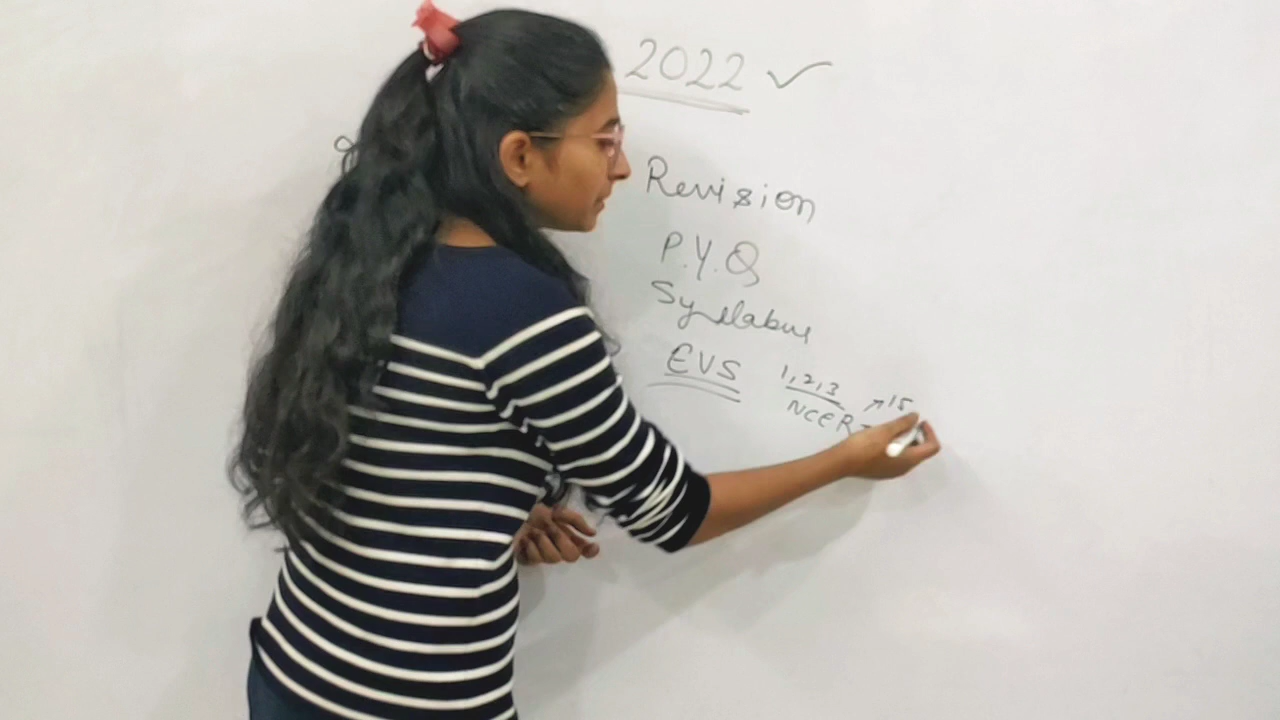 2022 ✓
Revision
P.Y.Q
Syllabus
EVS 1,2,3
NCERT ↗15